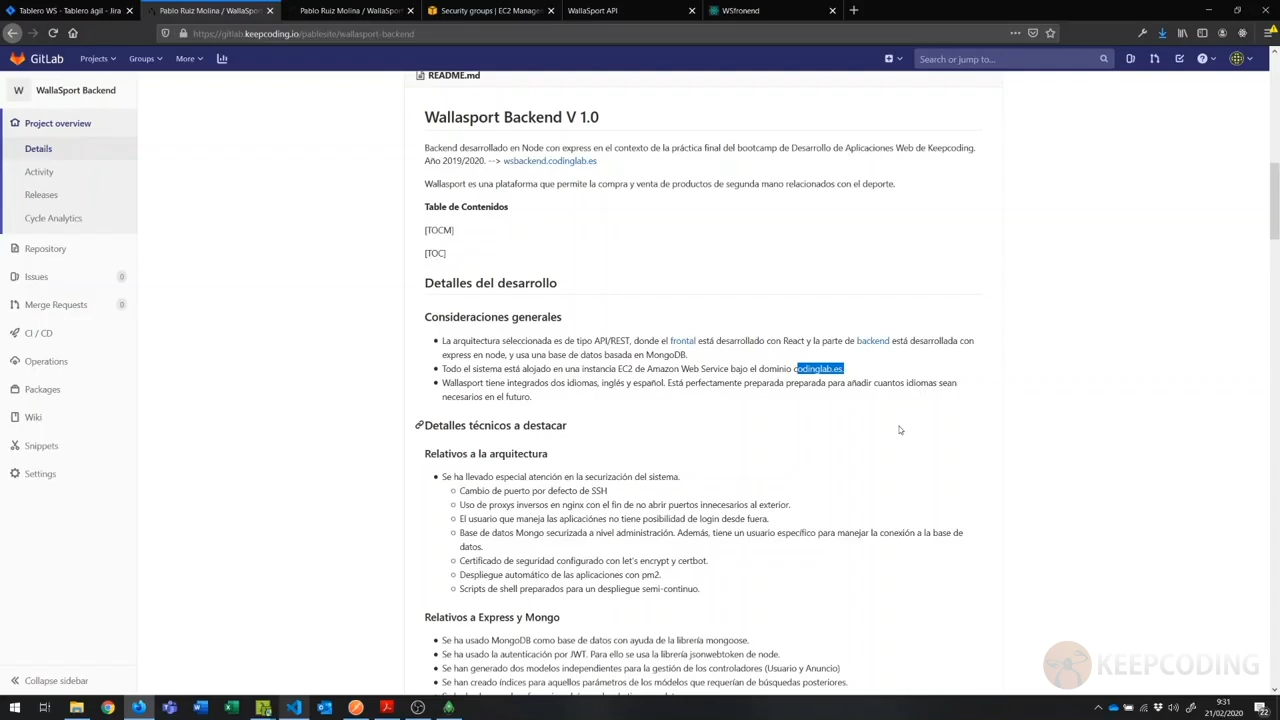 Tablero WS - Tablero ágil - Jira
Pablo Ruiz Molina / WallaSport
Pablo Ruiz Molina / WallaSport
Security groups | EC2 Manager
WallaSport API
WSfronend
https://gitlab.keepcoding.io/pablesite/wallasport-backend
GitLab
Projects
Groups
More
Search or jump to...
W
WallaSport Backend
Project overview
Details
Activity
Releases
Cycle Analytics
Repository
Issues 0
Merge Requests 0
CI / CD
Operations
Packages
Wiki
Snippets
Settings
Collapse sidebar
README.md
Wallasport Backend V 1.0
Backend desarrollado en Node con express en el contexto de la práctica final del bootcamp de Desarrollo de Aplicaciones Web de Keepcoding.
Año 2019/2020. --> wsbackend.codinglab.es
Wallasport es una plataforma que permite la compra y venta de productos de segunda mano relacionados con el deporte.
Table de Contenidos
[TOCM]
[TOC]
Detalles del desarrollo
Consideraciones generales
La arquitectura seleccionada es de tipo API/REST, donde el frontal está desarrollado con React y la parte de backend está desarrollada con
express en node, y usa una base de datos basada en MongoDB.
Todo el sistema está alojado en una instancia EC2 de Amazon Web Service bajo el dominio codinglab.es.
Wallasport tiene integrados dos idiomas, inglés y español. Está perfectamente preparada preparada para añadir cuantos idiomas sean
necesarios en el futuro.
Detalles técnicos a destacar
Relativos a la arquitectura
Se ha llevado especial atención en la securización del sistema.
Cambio de puerto por defecto de SSH
Uso de proxys inversos en nginx con el fin de no abrir puertos innecesarios al exterior.
El usuario que maneja las aplicaciónes no tiene posibilidad de login desde fuera.
Base de datos Mongo securizada a nivel administración. Además, tiene un usuario específico para manejar la conexión a la base de
datos.
Certificado de seguridad configurado con let's encrypt y certbot.
Despliegue automático de las aplicaciones con pm2.
Scripts de shell preparados para un despliegue semi-continuo.
Relativos a Express y Mongo
Se ha usado MongoDB como base de datos con ayuda de la librería mongoose.
Se ha usado la autenticación por JWT. Para ello se usa la librería jsonwebtoken de node.
Se han generado dos modelos independientes para la gestión de los controladores (Usuario y Anuncio)
Se han creado índices para aquellos parámetros de los módelos que requerían de búsquedas posteriores.
KEEPCODING
9:31
21/02/2020
22